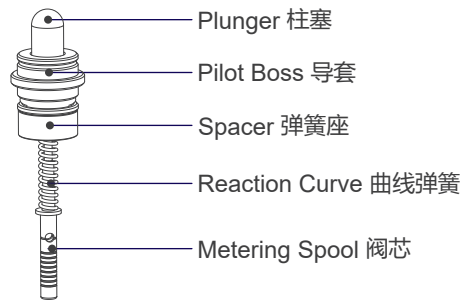 Plunger 柱塞
Pilot Boss 导套
Spacer 弹簧座
Reaction Curve 曲线弹簧
Metering Spool 阀芯